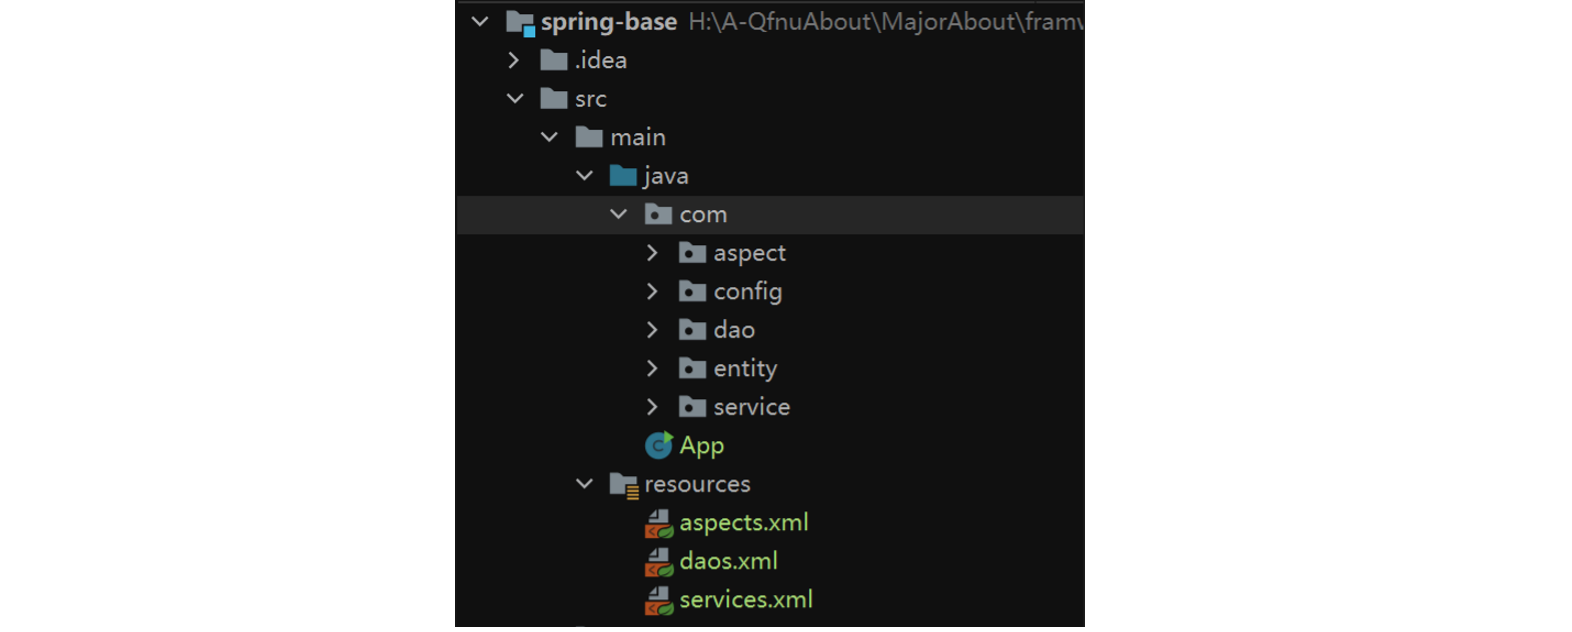 spring-base H:\A-QfnuAbout\MajorAbout\fram
.idea
src
main
java
com
aspect
config
dao
entity
service
App
resources
aspects.xml
daos.xml
services.xml